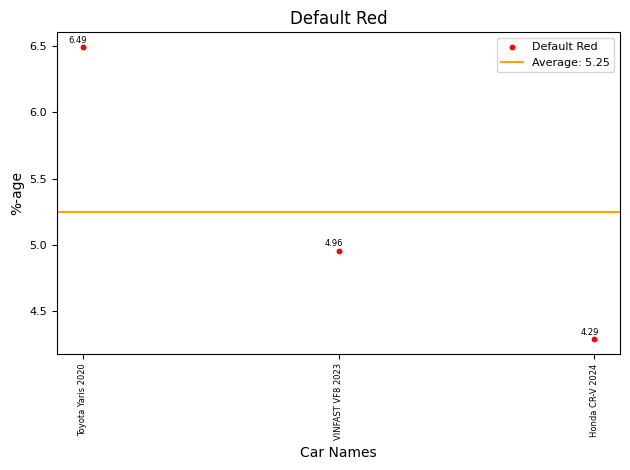 Default Red
6.49
4.96
4.29
Default Red
Average: 5.25
6.5
6.0
5.5
5.0
4.5
%-age
Toyota Yaris 2020
VINFAST VF8 2023
Honda CR-V 2024
Car Names